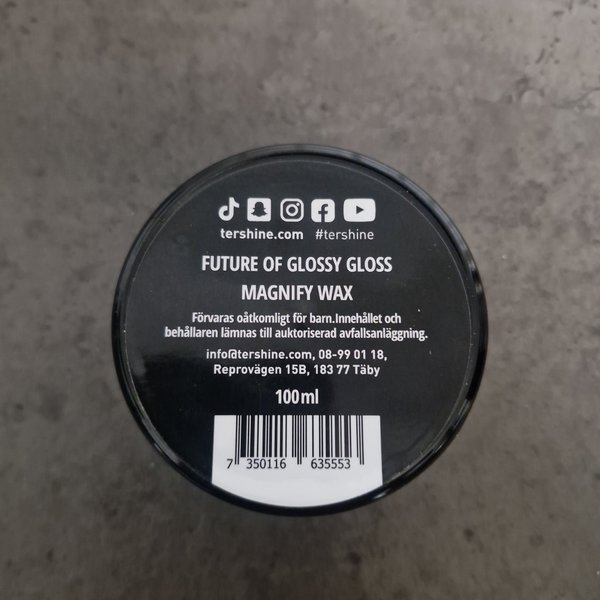 tershine.com #tershine
FUTURE OF GLOSSY GLOSS
MAGNIFY WAX
Förvaras oåtkomligt för barn.Innehållet och
behållaren lämnas till auktoriserad avfallsanläggning.
info@tershine.com, 08-99 01 18,
Reprovägen 15B, 183 77 Täby
100ml
7 350116 635553